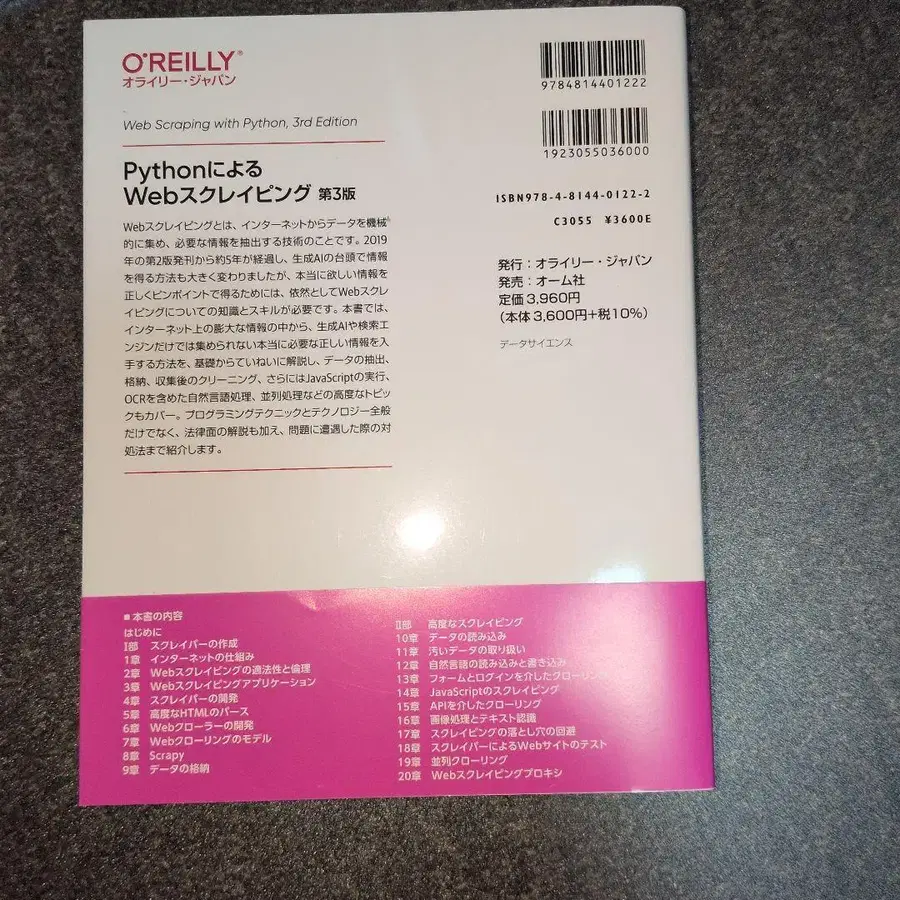 O'REILLY®
オライリー・ジャパン
Web Scraping with Python, 3rd Edition
Pythonによる
Webスクレイピング 第3版
Webスクレイピングとは、インターネットからデータを機械
的に集め、必要な情報を抽出する技術のことです。2019
年の第2版発刊から約5年が経過し、生成AIの台頭で情報
を得る方法も大きく変わりましたが、本当に欲しい情報を
正しくピンポイントで得るためには、依然としてWebスクレ
イピングについての知識とスキルが必要です。本書では、
インターネット上の膨大な情報の中から、生成AIや検索エ
ンジンだけでは集められない本当に必要な正しい情報を入
手する方法を、基礎からていねいに解説し、データの抽出、
格納、収集後のクリーニング、さらにはJavaScriptの実行、
OCRを含めた自然言語処理、並列処理などの高度なトピッ
クもカバー。プログラミングテクニックとテクノロジー全般
だけでなく、法律面の解説も加え、問題に遭遇した際の対
処法まで紹介します。
9784814401222
1923055036000
ISBN978-4-8144-0122-2
C3055 ¥3600E
発行：オライリー・ジャパン
発売：オーム社
定価3,960円
（本体3,600円+税10%）
データサイエンス
■本書の内容
はじめに
Ⅰ部 スクレイパーの作成
1章 インターネットの仕組み
2章 Webスクレイピングの適法性と倫理
3章 Webスクレイピングアプリケーション
4章 スクレイパーの開発
5章 高度なHTMLのパース
6章 Webクローラーの開発
7章 Webクローリングのモデル
8章 Scrapy
9章 データの格納
Ⅱ部 高度なスクレイピング
10章 データの読み込み
11章 汚いデータの取り扱い
12章 自然言語の読み込みと書き込み
13章 フォームとログインを介したクローリング
14章 JavaScriptのスクレイピング
15章 APIを介したクローリング
16章 画像処理とテキスト認識
17章 スクレイピングの落とし穴の回避
18章 スクレイパーによるWebサイトのテスト
19章 並列クローリング
20章 Webスクレイピングプロキシ